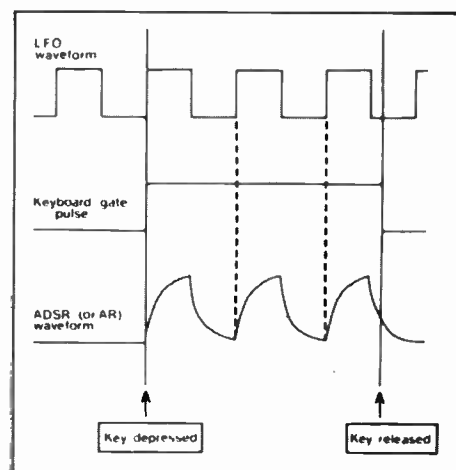 LFO
waveform
Keyboard gate
pulse
ADSR (or AR)
waveform
Key depressed
Key released